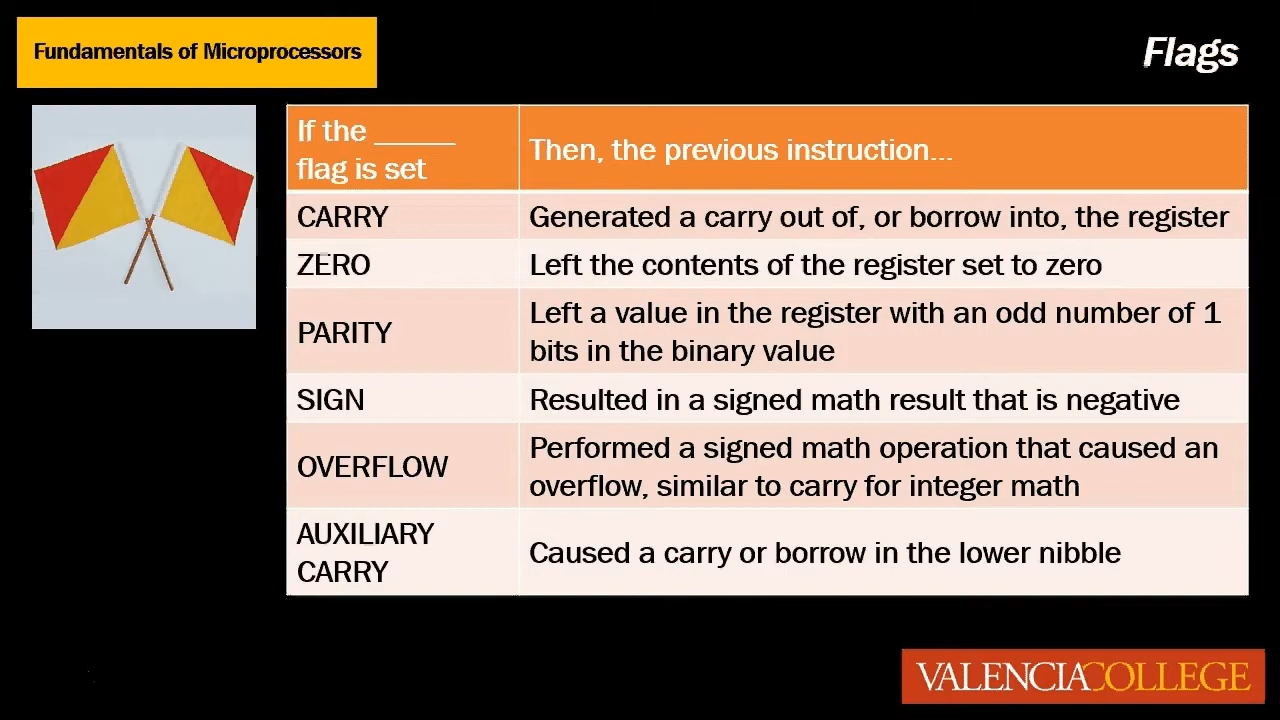 Fundamentals of Microprocessors
Flags
If the ______
flag is set
Then, the previous instruction...
CARRY
Generated a carry out of, or borrow into, the register
ZERO
Left the contents of the register set to zero
PARITY
Left a value in the register with an odd number of 1
bits in the binary value
SIGN
Resulted in a signed math result that is negative
OVERFLOW
Performed a signed math operation that caused an
overflow, similar to carry for integer math
AUXILIARY
CARRY
Caused a carry or borrow in the lower nibble
VALENCIACOLLEGE